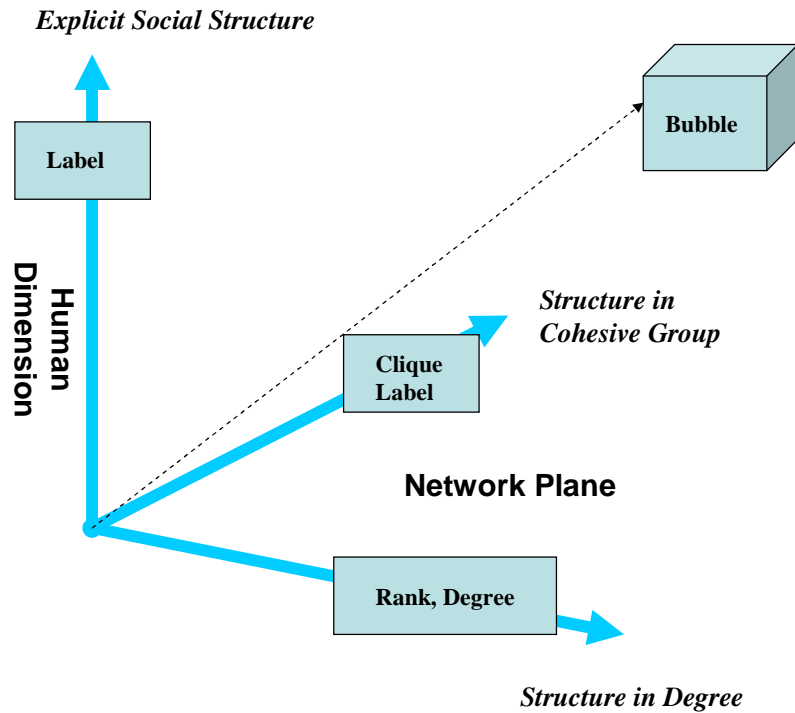 Explicit Social Structure
Bubble
Label
Human
Dimension
Structure in
Cohesive Group
Clique
Label
Network Plane
Rank, Degree
Structure in Degree